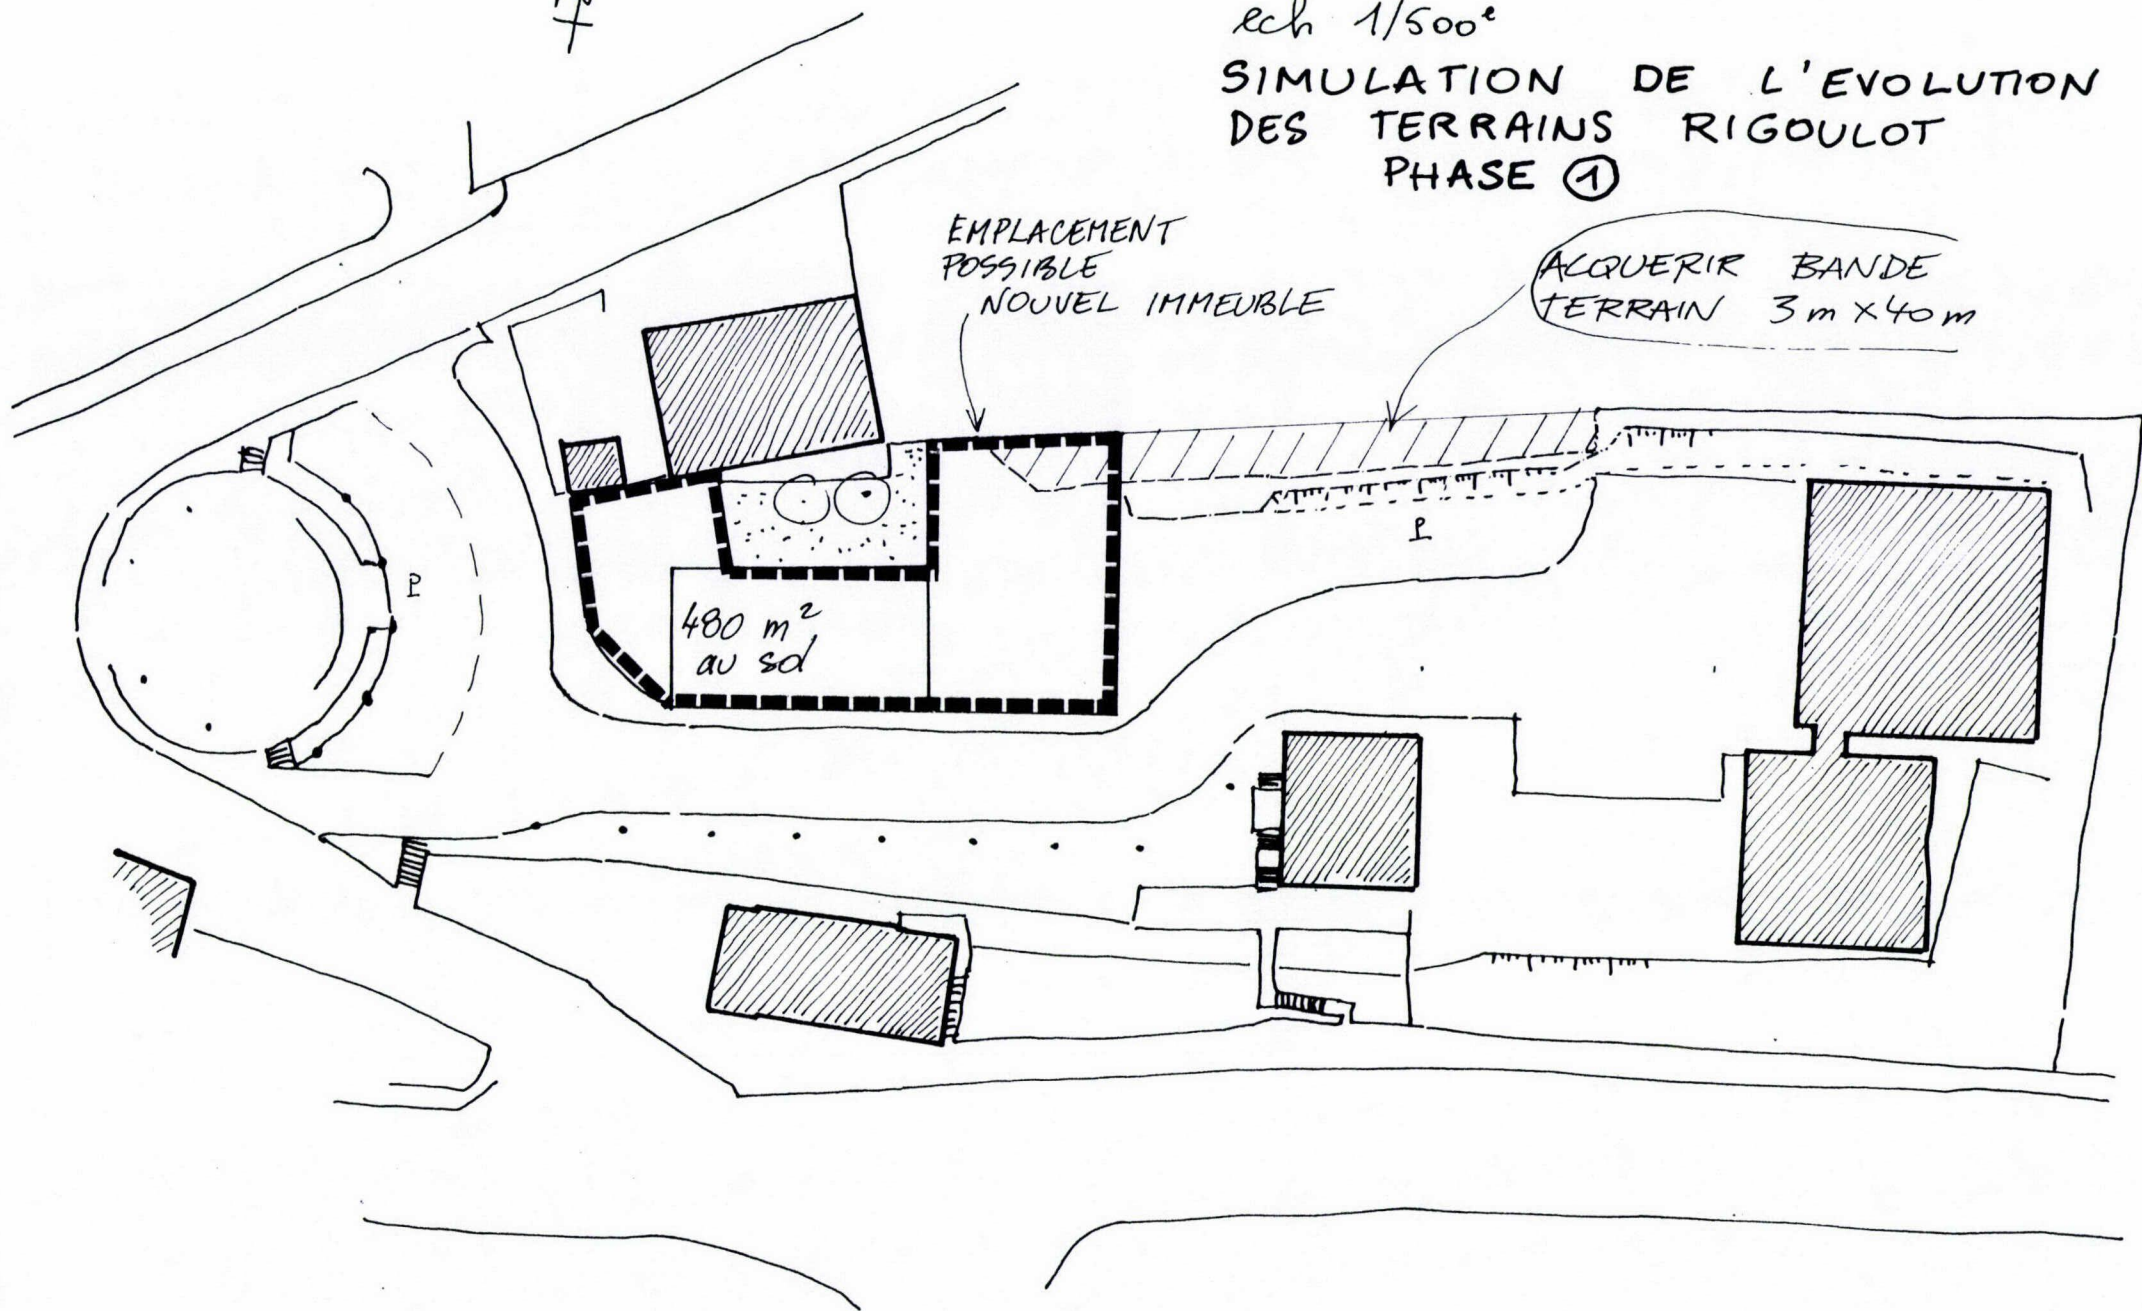 ech 1/500e
SIMULATION DE L'EVOLUTION
DES TERRAINS RIGOULOT
PHASE ①
EMPLACEMENT
POSSIBLE
NOUVEL IMMEUBLE
ACQUERIR BANDE
TERRAIN 3m x 40m
P
P
480 m²
au sol